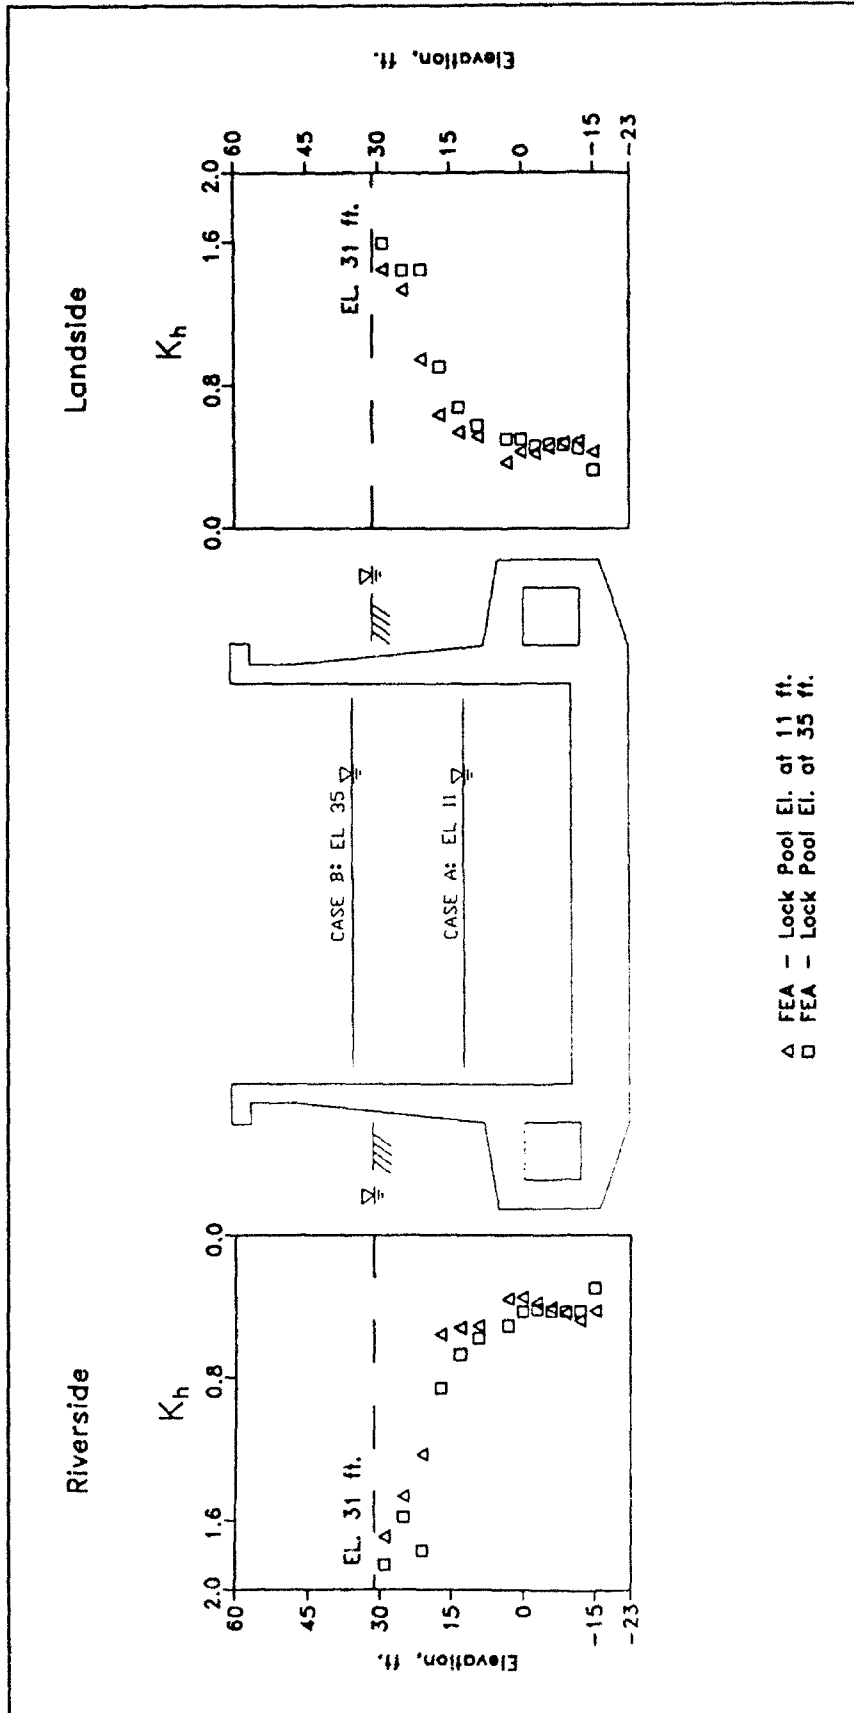 Riverside
Landside
K_h
K_h
2.0 1.6 0.8 0.0
0.0 0.8 1.6 2.0
60
45
30
15
0
-15
-23
Elevation, ft.
EL. 31 ft.
CASE B: EL 35
CASE A: EL 11
EL. 31 ft.
60
45
30
15
0
-15
-23
Elevation, ft.
△ FEA - Lock Pool El. at 11 ft.
□ FEA - Lock Pool El. at 35 ft.